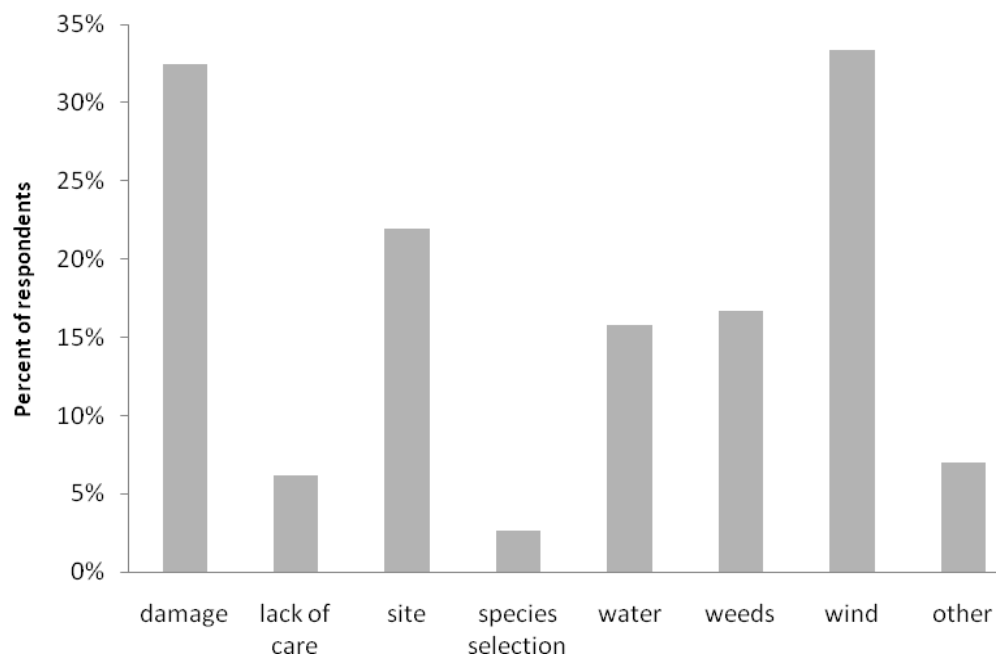 35%
30%
25%
20%
15%
10%
5%
0%
Percent of respondents
damage
lack of
care
site
species
selection
water
weeds
wind
other